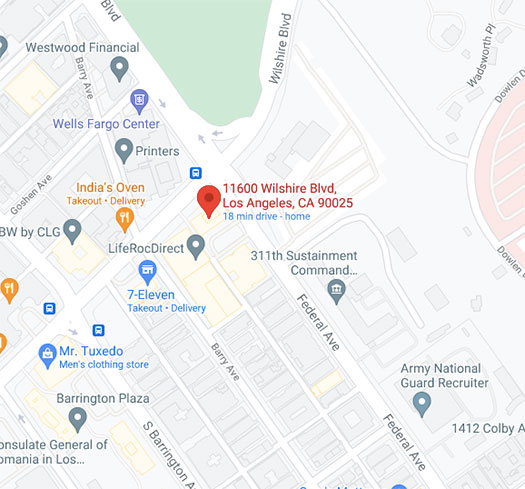 Blvd
Wilshire Blvd
Wadsworth Pl
Westwood Financial
Barry Ave
Dowlen D
Wells Fargo Center
Printers
Goshen Ave
India's Oven
Takeout • Delivery
11600 Wilshire Blvd,
Los Angeles, CA 90025
18 min drive - home
BW by CLG
LifeRocDirect
311th Sustainment
Command...
Dowlen
7-Eleven
Takeout • Delivery
Federal Ave
Mr. Tuxedo
Men's clothing store
Barry Ave
Army National
Guard Recruiter
Barrington Plaza
S Barrington A
Federal Ave
1412 Colby A
onsulate General of
omania in Los...